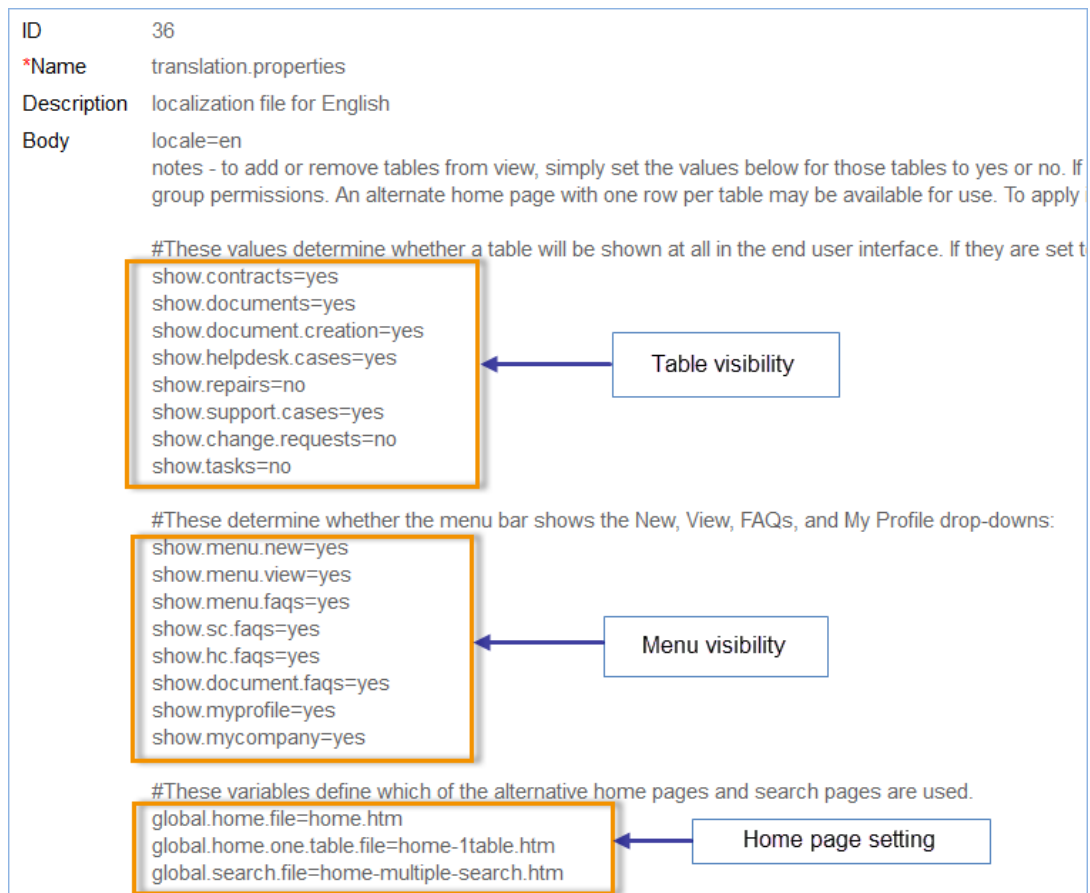 ID 36
*Name translation.properties
Description localization file for English
Body locale=en
notes - to add or remove tables from view, simply set the values below for those tables to yes or no. If
group permissions. An alternate home page with one row per table may be available for use. To apply
#These values determine whether a table will be shown at all in the end user interface. If they are set t
show.contracts=yes
show.documents=yes
show.document.creation=yes
show.helpdesk.cases=yes
show.repairs=no
show.support.cases=yes
show.change.requests=no
show.tasks=no
Table visibility
#These determine whether the menu bar shows the New, View, FAQs, and My Profile drop-downs:
show.menu.new=yes
show.menu.view=yes
show.menu.faqs=yes
show.sc.faqs=yes
show.hc.faqs=yes
show.document.faqs=yes
show.myprofile=yes
show.mycompany=yes
Menu visibility
#These variables define which of the alternative home pages and search pages are used.
global.home.file=home.htm
global.home.one.table.file=home-1table.htm
global.search.file=home-multiple-search.htm
Home page setting